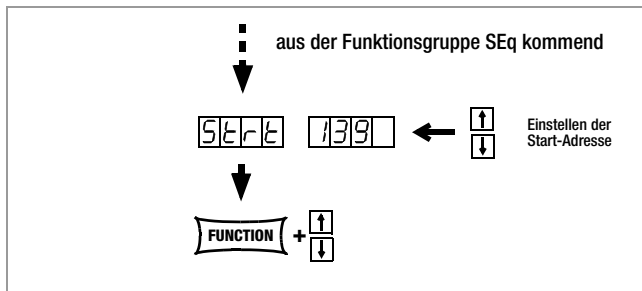 aus der Funktionsgruppe SEq kommend
Strt 139
Einstellen der
Start-Adresse
FUNCTION +